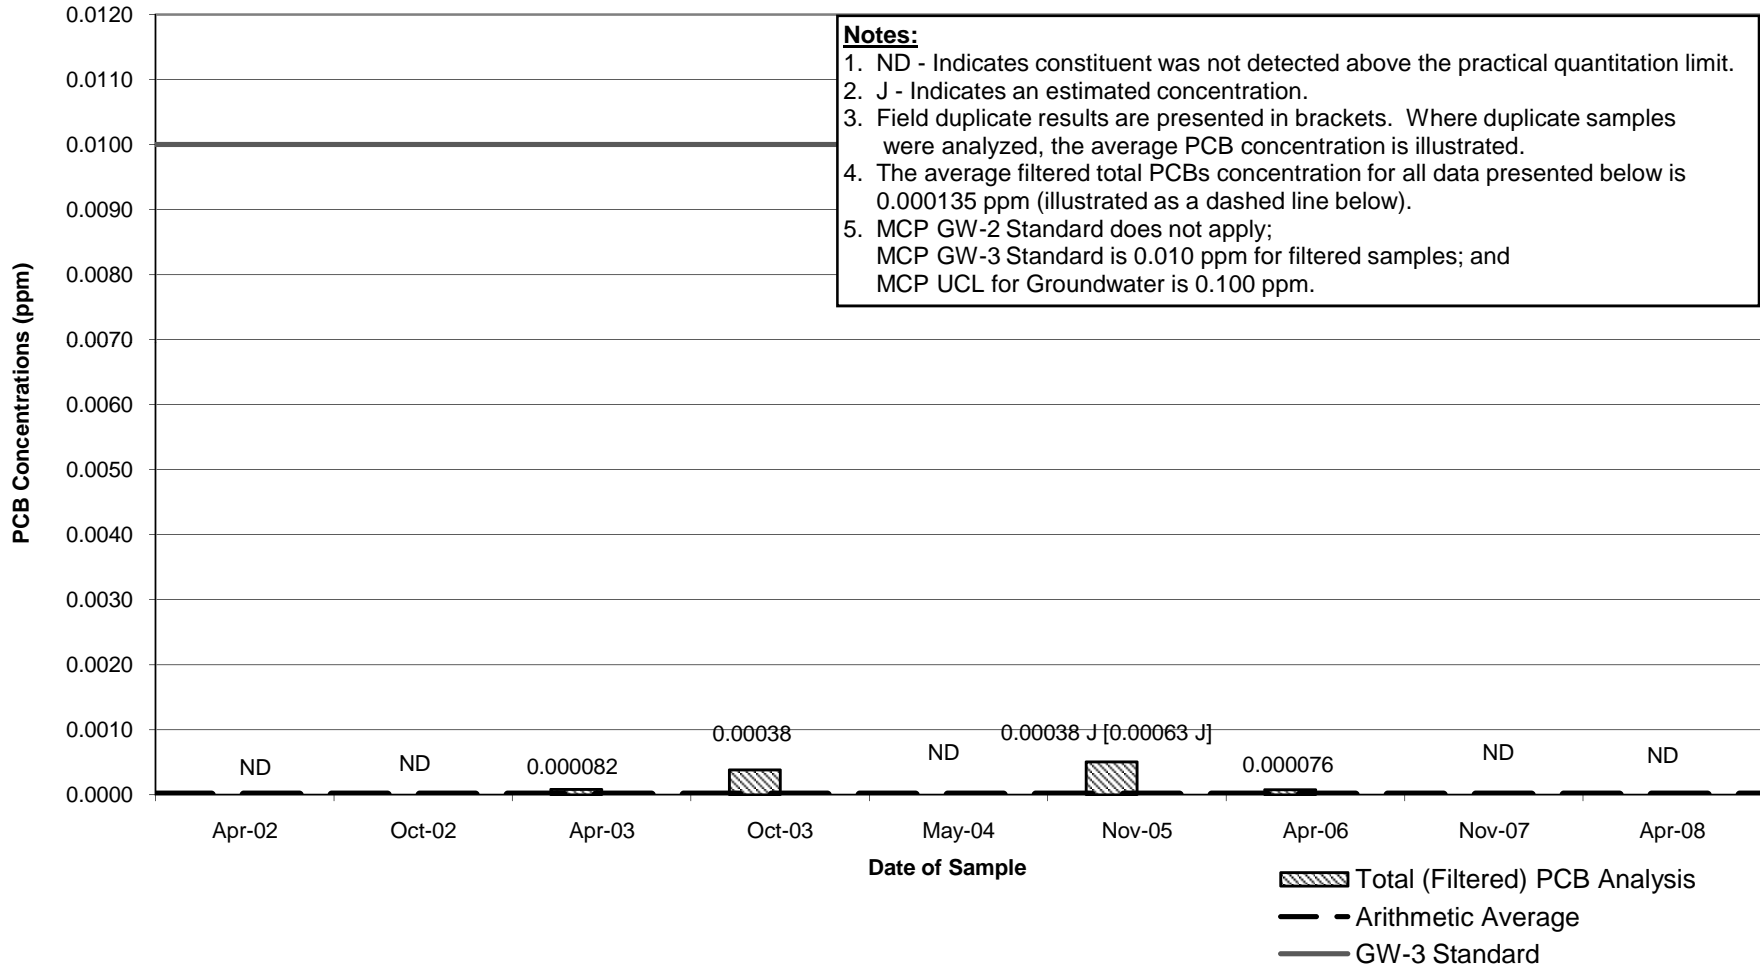 0.0120
0.0110
0.0100
0.0090
0.0080
0.0070
0.0060
0.0050
0.0040
0.0030
0.0020
0.0010
0.0000
PCB Concentrations (ppm)
Notes:
1. ND - Indicates constituent was not detected above the practical quantitation limit.
2. J - Indicates an estimated concentration.
3. Field duplicate results are presented in brackets. Where duplicate samples
were analyzed, the average PCB concentration is illustrated.
4. The average filtered total PCBs concentration for all data presented below is
0.000135 ppm (illustrated as a dashed line below).
5. MCP GW-2 Standard does not apply;
MCP GW-3 Standard is 0.010 ppm for filtered samples; and
MCP UCL for Groundwater is 0.100 ppm.
ND
ND
0.000082
0.00038
ND
0.00038 J [0.00063 J]
0.000076
ND
ND
Apr-02
Oct-02
Apr-03
Oct-03
May-04
Nov-05
Apr-06
Nov-07
Apr-08
Date of Sample
Total (Filtered) PCB Analysis
Arithmetic Average
GW-3 Standard